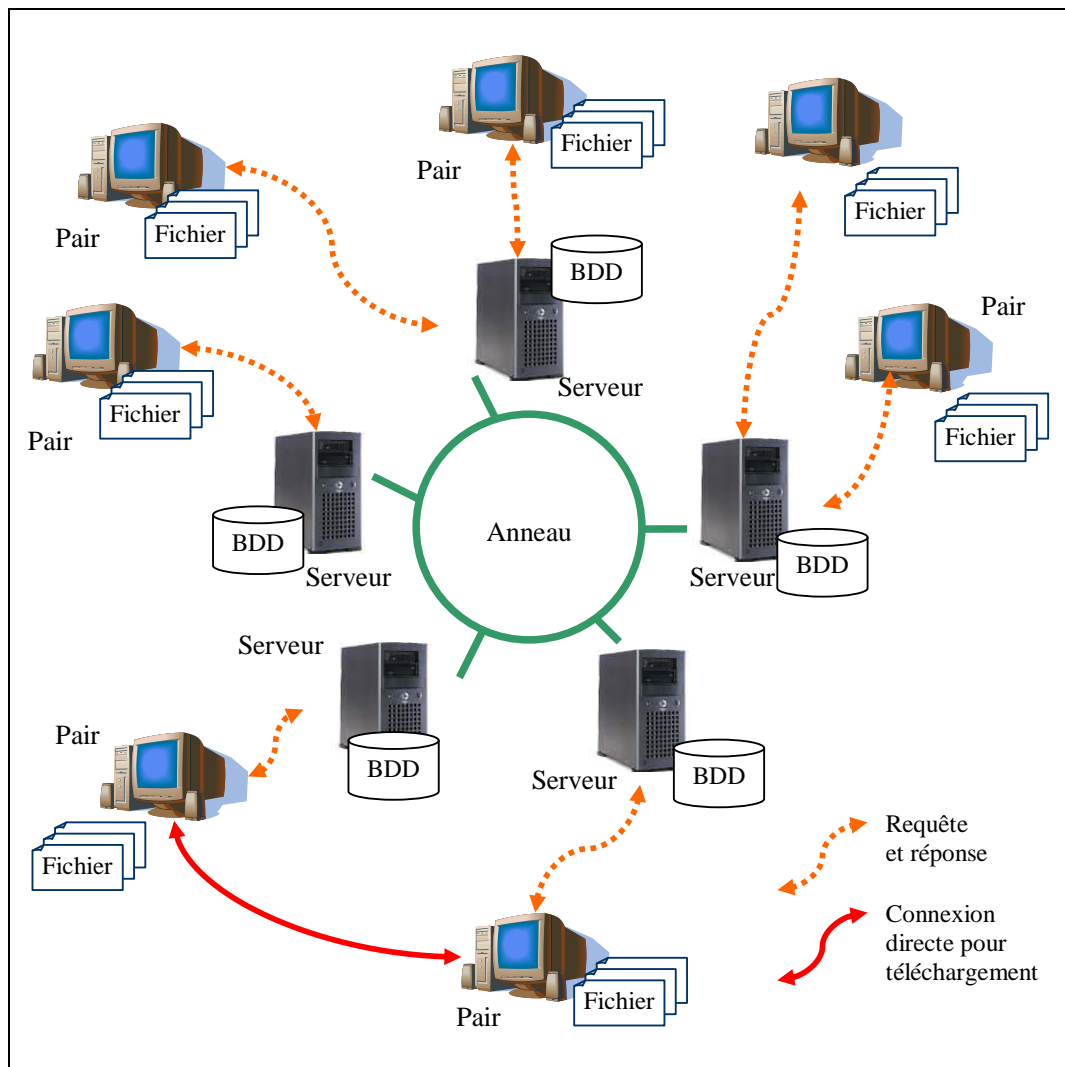 Fichier
Pair
Fichier
Pair
Fichier
Fichier
Pair
BDD
Serveur
Pair
Fichier
Pair
Fichier
Anneau
BDD
Serveur
BDD
Serveur
Serveur
BDD
Pair
Fichier
Serveur
BDD
Requête
et réponse
Connexion
directe pour
téléchargement
Fichier
Pair